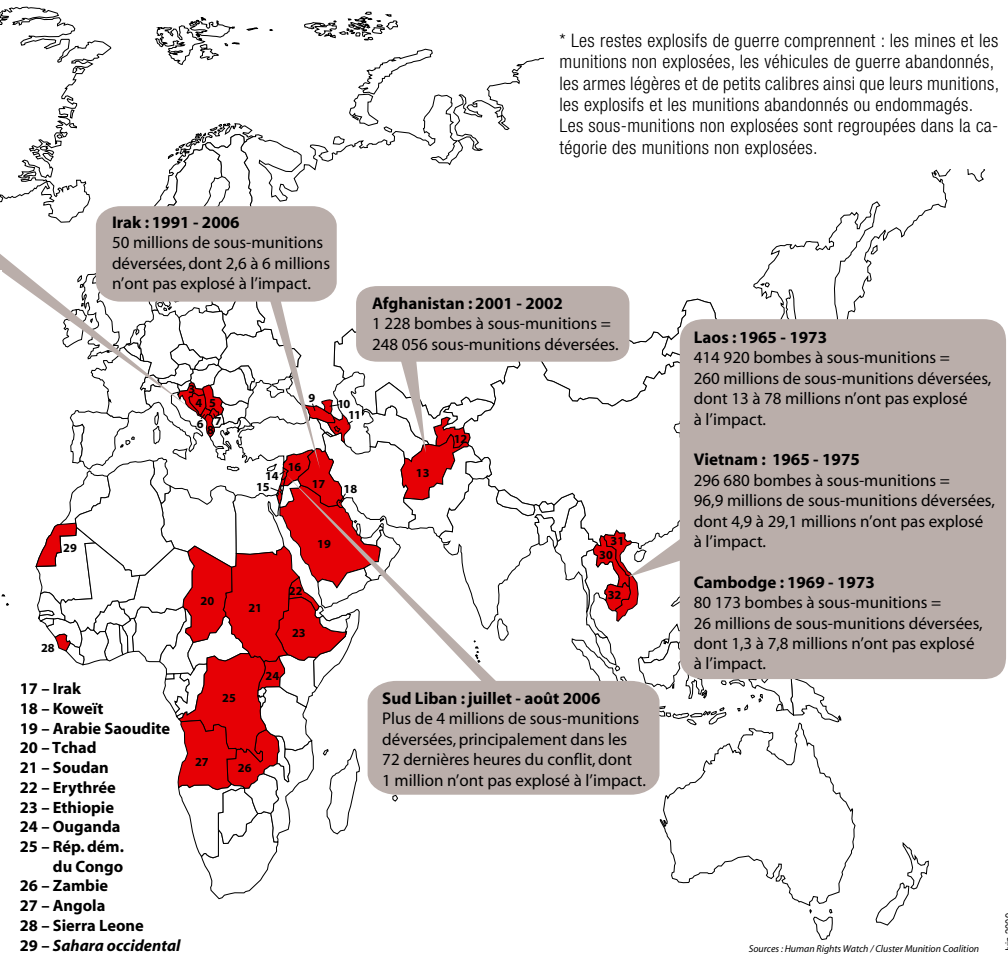 * Les restes explosifs de guerre comprennent : les mines et les
munitions non explosées, les véhicules de guerre abandonnés,
les armes légères et de petits calibres ainsi que leurs munitions,
les explosifs et les munitions abandonnés ou endommagés.
Les sous-munitions non explosées sont regroupées dans la ca-
tégorie des munitions non explosées.
Irak : 1991 - 2006
50 millions de sous-munitions
déversées, dont 2,6 à 6 millions
n'ont pas explosé à l'impact.
Afghanistan : 2001 - 2002
1 228 bombes à sous-munitions =
248 056 sous-munitions déversées.
Laos : 1965 - 1973
414 920 bombes à sous-munitions =
260 millions de sous-munitions déversées,
dont 13 à 78 millions n'ont pas explosé
à l'impact.
Vietnam : 1965 - 1975
296 680 bombes à sous-munitions =
96,9 millions de sous-munitions déversées,
dont 4,9 à 29,1 millions n'ont pas explosé
à l'impact.
Cambodge : 1969 - 1973
80 173 bombes à sous-munitions =
26 millions de sous-munitions déversées,
dont 1,3 à 7,8 millions n'ont pas explosé
à l'impact.
4
5
6
7
9
10
11
12
13
14
15
16
17
18
19
20
21
22
23
24
25
26
27
28
29
30
31
32
Sud Liban : juillet - août 2006
Plus de 4 millions de sous-munitions
déversées, principalement dans les
72 dernières heures du conflit, dont
1 million n'ont pas explosé à l'impact.
17 – Irak
18 – Koweït
19 – Arabie Saoudite
20 – Tchad
21 – Soudan
22 – Erythrée
23 – Ethiopie
24 – Ouganda
25 – Rép. dém.
du Congo
26 – Zambie
27 – Angola
28 – Sierra Leone
29 – Sahara occidental
Sources : Human Rights Watch / Cluster Munition Coalition